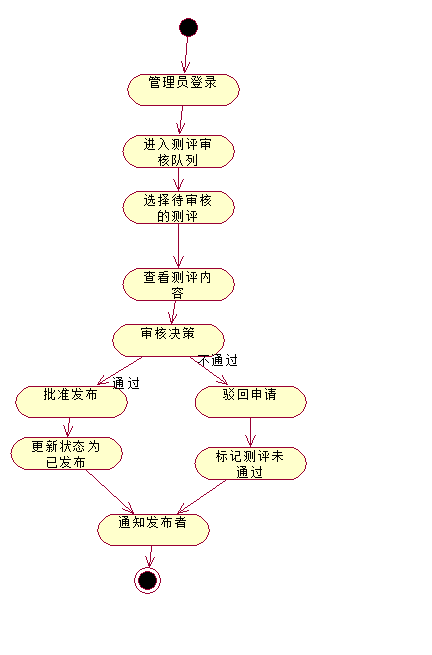 管理员登录
进入测评审
核队列
选择待审核
的测评
查看测评内
容
审核决策
不通过
通过
批准发布
驳回申请
更新状态为
已发布
标记测评未
通过
通知发布者